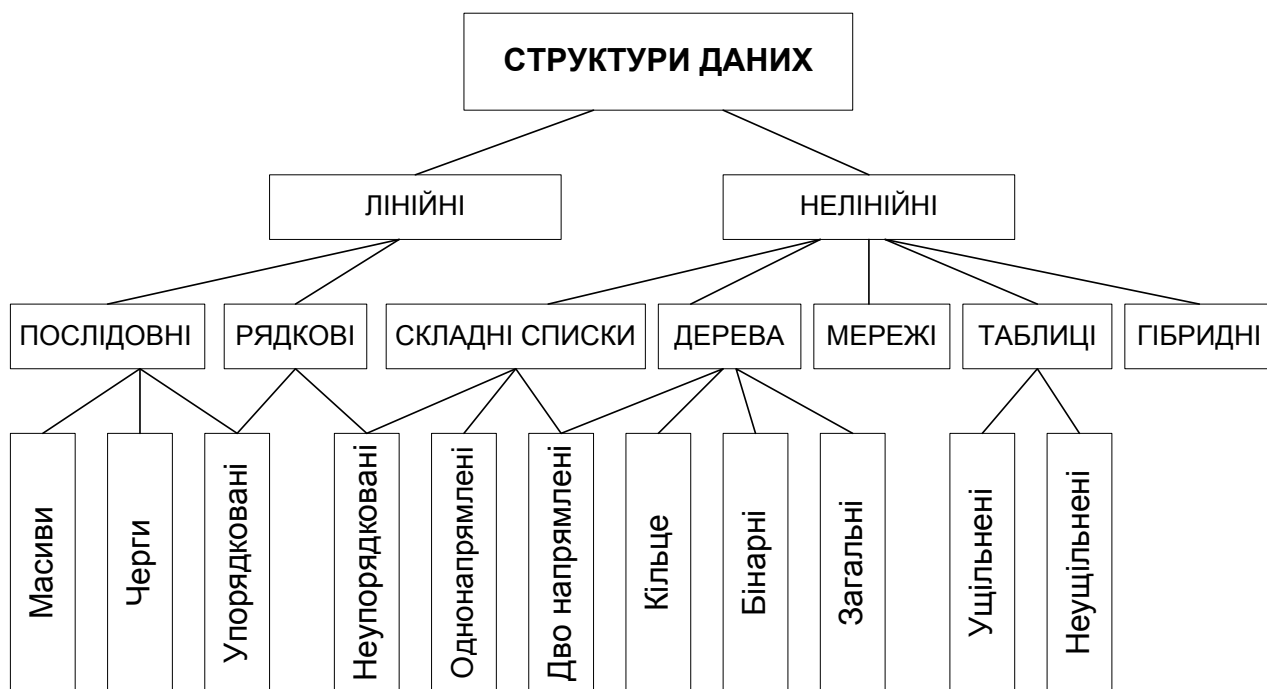 СТРУКТУРИ ДАНИХ
ЛІНІЙНІ
НЕЛІНІЙНІ
ПОСЛІДОВНІ
РЯДКОВІ
СКЛАДНІ СПИСКИ
ДЕРЕВА
МЕРЕЖІ
ТАБЛИЦІ
ГІБРИДНІ
Масиви
Черги
Упорядковані
Неупорядковані
Однонапрямлені
Дво напрямлені
Кільце
Бінарні
Загальні
Ущільнені
Неущільнені